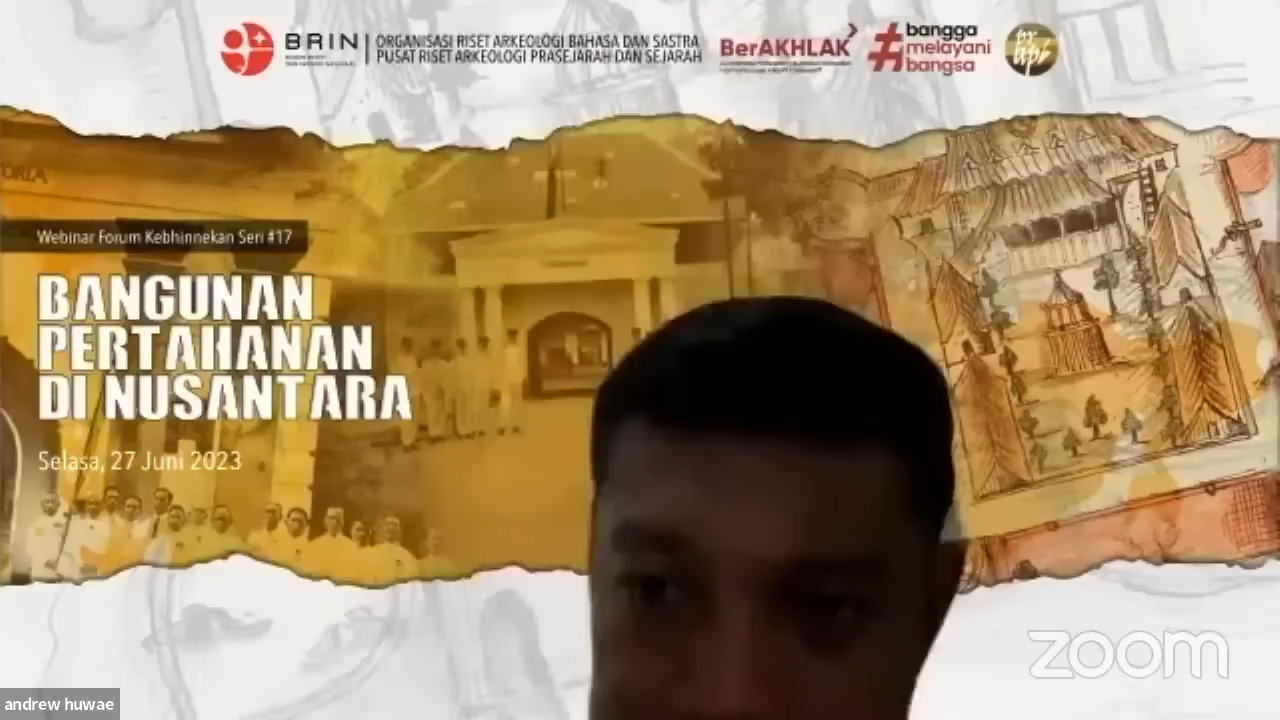 BRIN
ORGANISASI RISET ARKEOLOGI BAHASA DAN SASTRA
PUSAT RISET ARKEOLOGI PRASEJARAH DAN SEJARAH
BerAKHLAK
#bangga
melayani
bangsa
ORIA
Webinar Forum Kebhinnekan Seri #17
BANGUNAN
PERTAHANAN
DI NUSANTARA
Selasa, 27 Juni 2023
zoom
andrew huwae